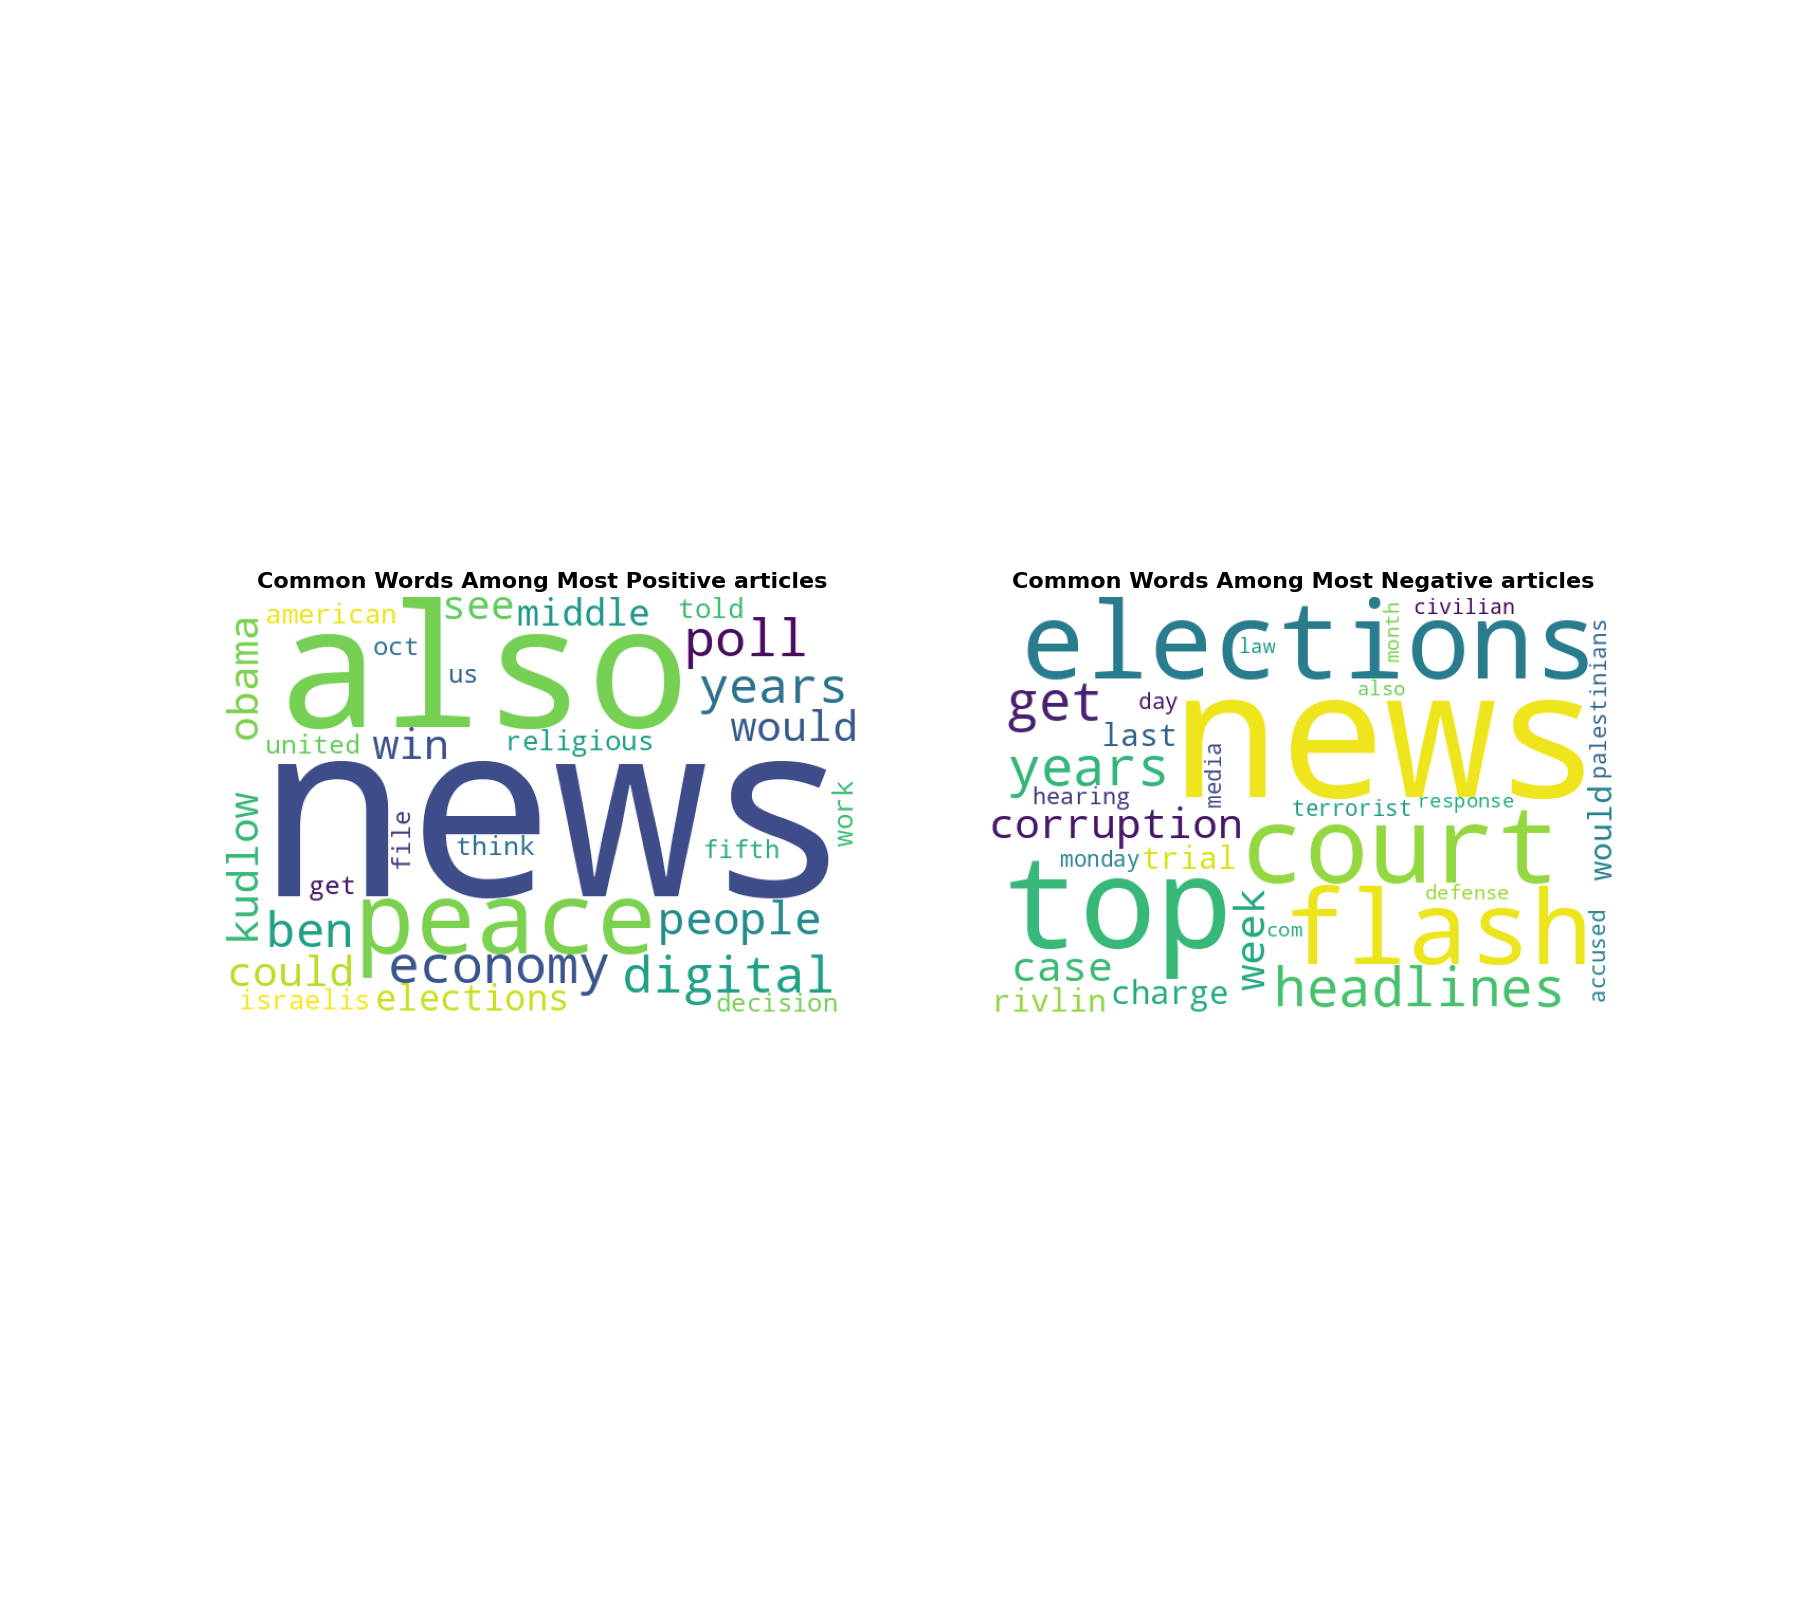 Common Words Among Most Positive articles
american
see
middle
told
also
oct
us
poll
obama
years
would
united
win
religious
news
kudlow
file
think
fifth
work
get
peace
ben
people
could
economy
digital
israelis
elections
decision
Common Words Among Most Negative articles
elections
law
month
civilian
palestinians
get
day
also
last
news
years
media
hearing
corruption
terrorist
response
would
monday
trial
court
top
week
com
flash
defense
accused
case
rivlin
charge
headlines